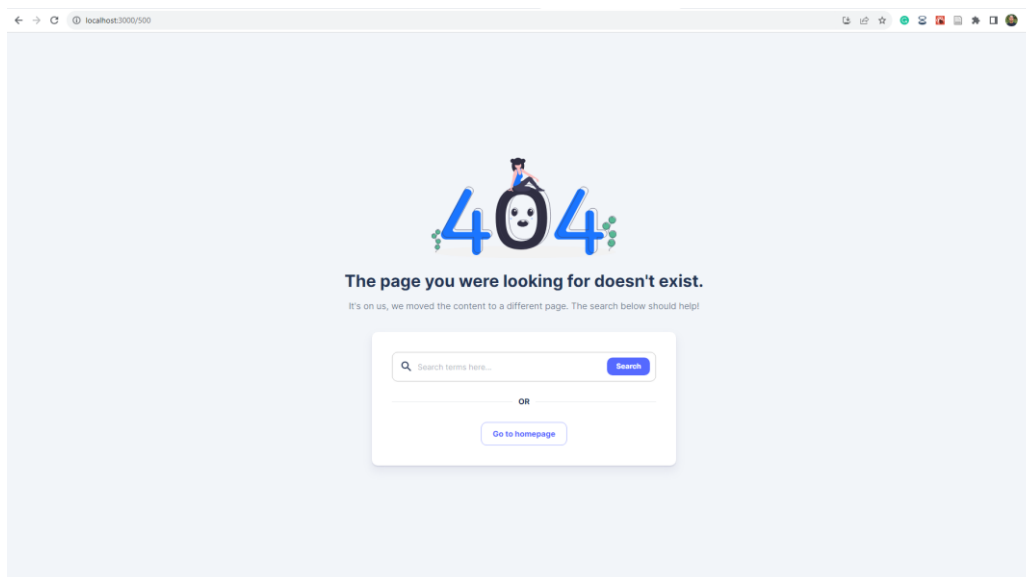 localhost:3000/500
404
The page you were looking for doesn't exist.
It's on us, we moved the content to a different page. The search below should help!
Search terms here... Search
OR
Go to homepage